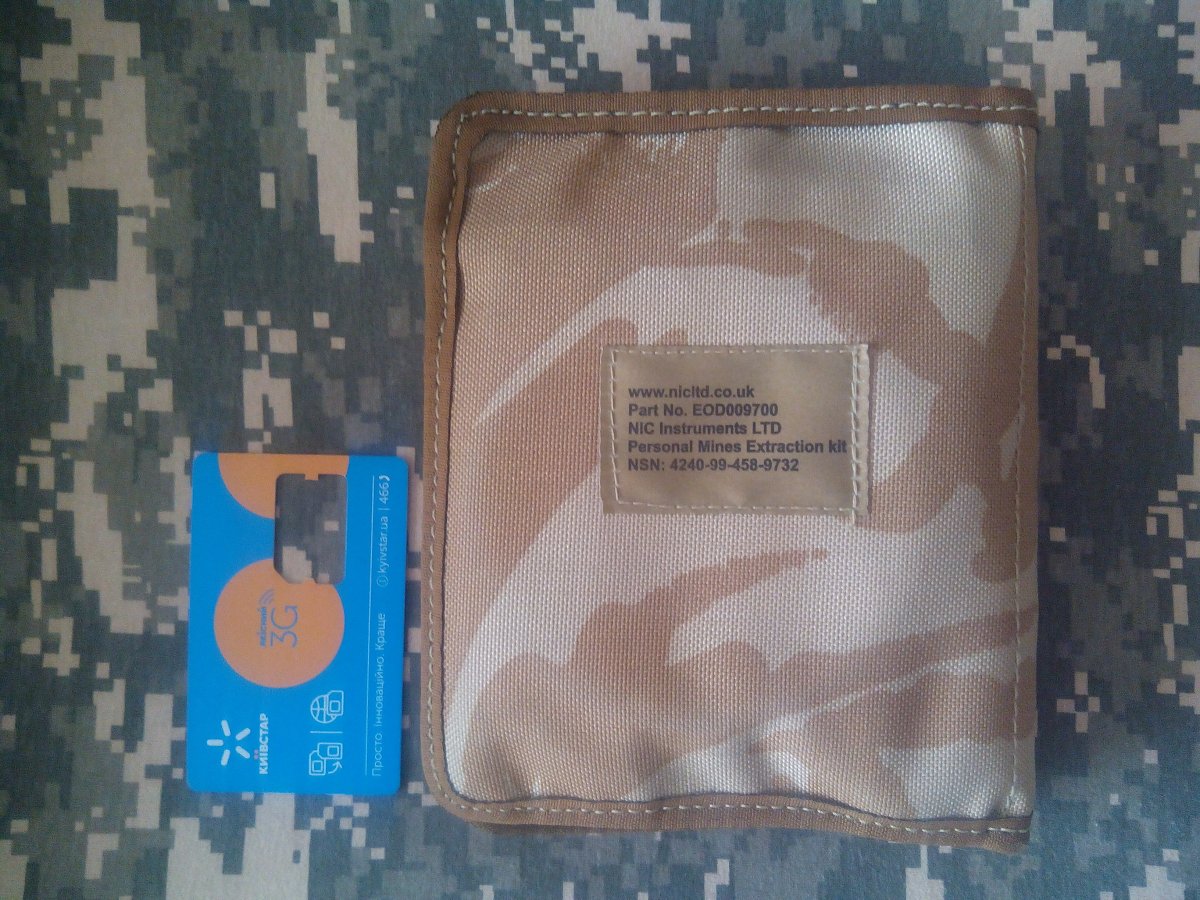 www.nicltd.co.uk
Part No. EOD009700
NIC Instruments LTD
Personal Mines Extraction kit
NSN: 4240-99-458-9732
КИЇВСТАР
якісний
3G
Просто Інноваційно. Краще
kyivstar.ua | 466